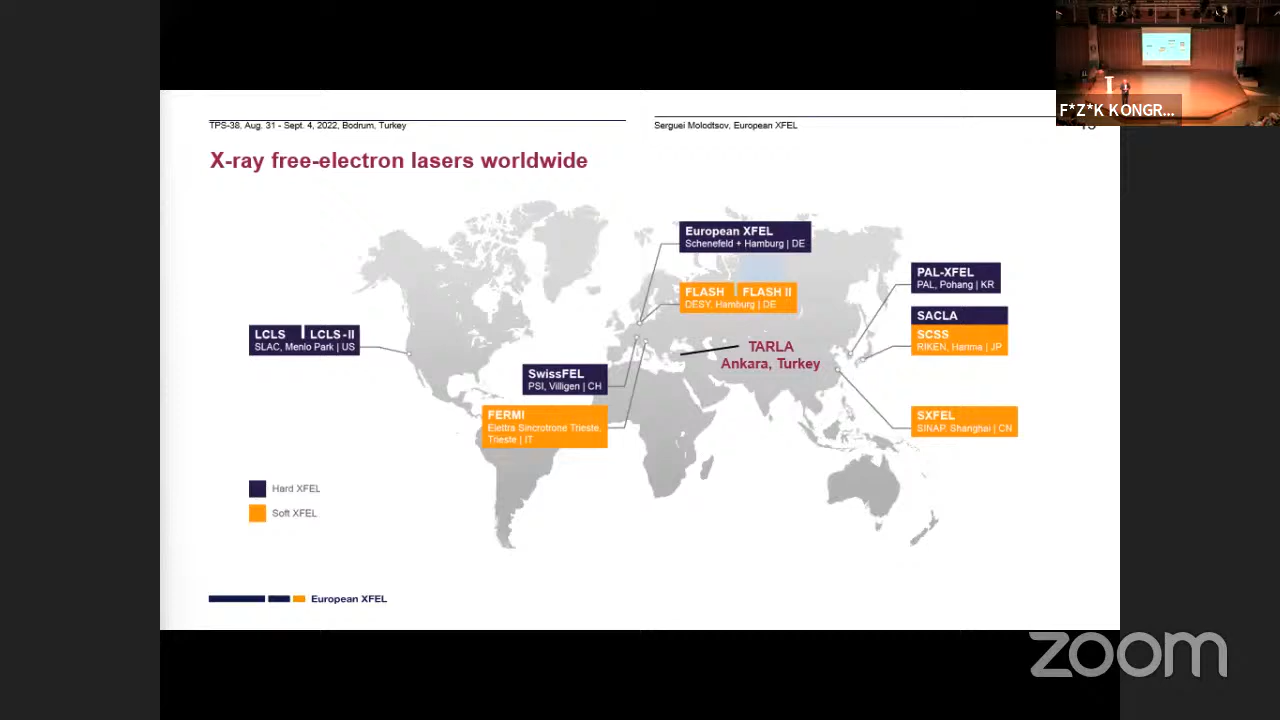 F*Z*K KONGR...
TPS-38, Aug. 31 - Sept. 4, 2022, Bodrum, Turkey
Serguei Molodtsov, European XFEL
X-ray free-electron lasers worldwide
European XFEL
Schenefeld + Hamburg | DE
FLASH FLASH II
DESY, Hamburg | DE
PAL-XFEL
PAL, Pohang | KR
SACLA
SCSS
RIKEN, Harima | JP
LCLS LCLS-II
SLAC, Menlo Park | US
TARLA
Ankara, Turkey
SwissFEL
PSI, Villigen | CH
FERMI
Elettra Sincrotrone Trieste,
Trieste | IT
SXFEL
SINAP, Shanghai | CN
Hard XFEL
Soft XFEL
European XFEL
zoom